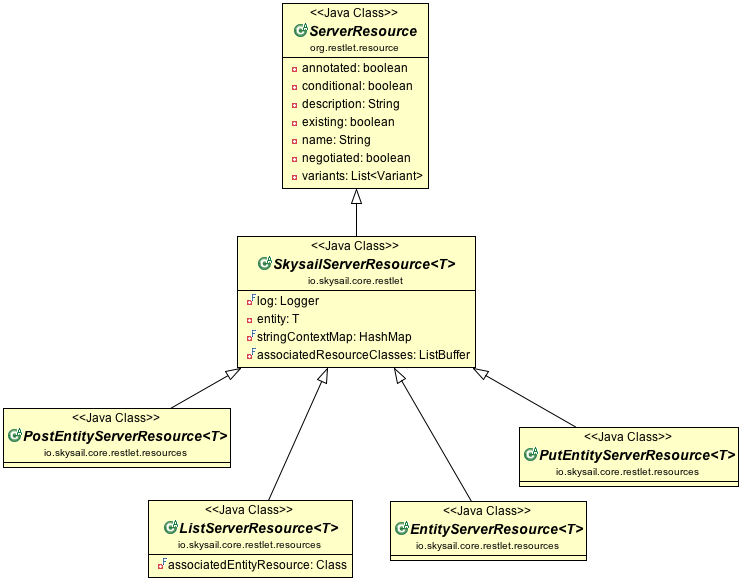 <<Java Class>>
ServerResource
org.restlet.resource
annotated: boolean
conditional: boolean
description: String
existing: boolean
name: String
negotiated: boolean
variants: List<Variant>
<<Java Class>>
SkysailServerResource<T>
io.skysail.core.restlet
log: Logger
entity: T
stringContextMap: HashMap
associatedResourceClasses: ListBuffer
<<Java Class>>
PostEntityServerResource<T>
io.skysail.core.restlet.resources
<<Java Class>>
PutEntityServerResource<T>
io.skysail.core.restlet.resources
<<Java Class>>
ListServerResource<T>
io.skysail.core.restlet.resources
associatedEntityResource: Class
<<Java Class>>
EntityServerResource<T>
io.skysail.core.restlet.resources